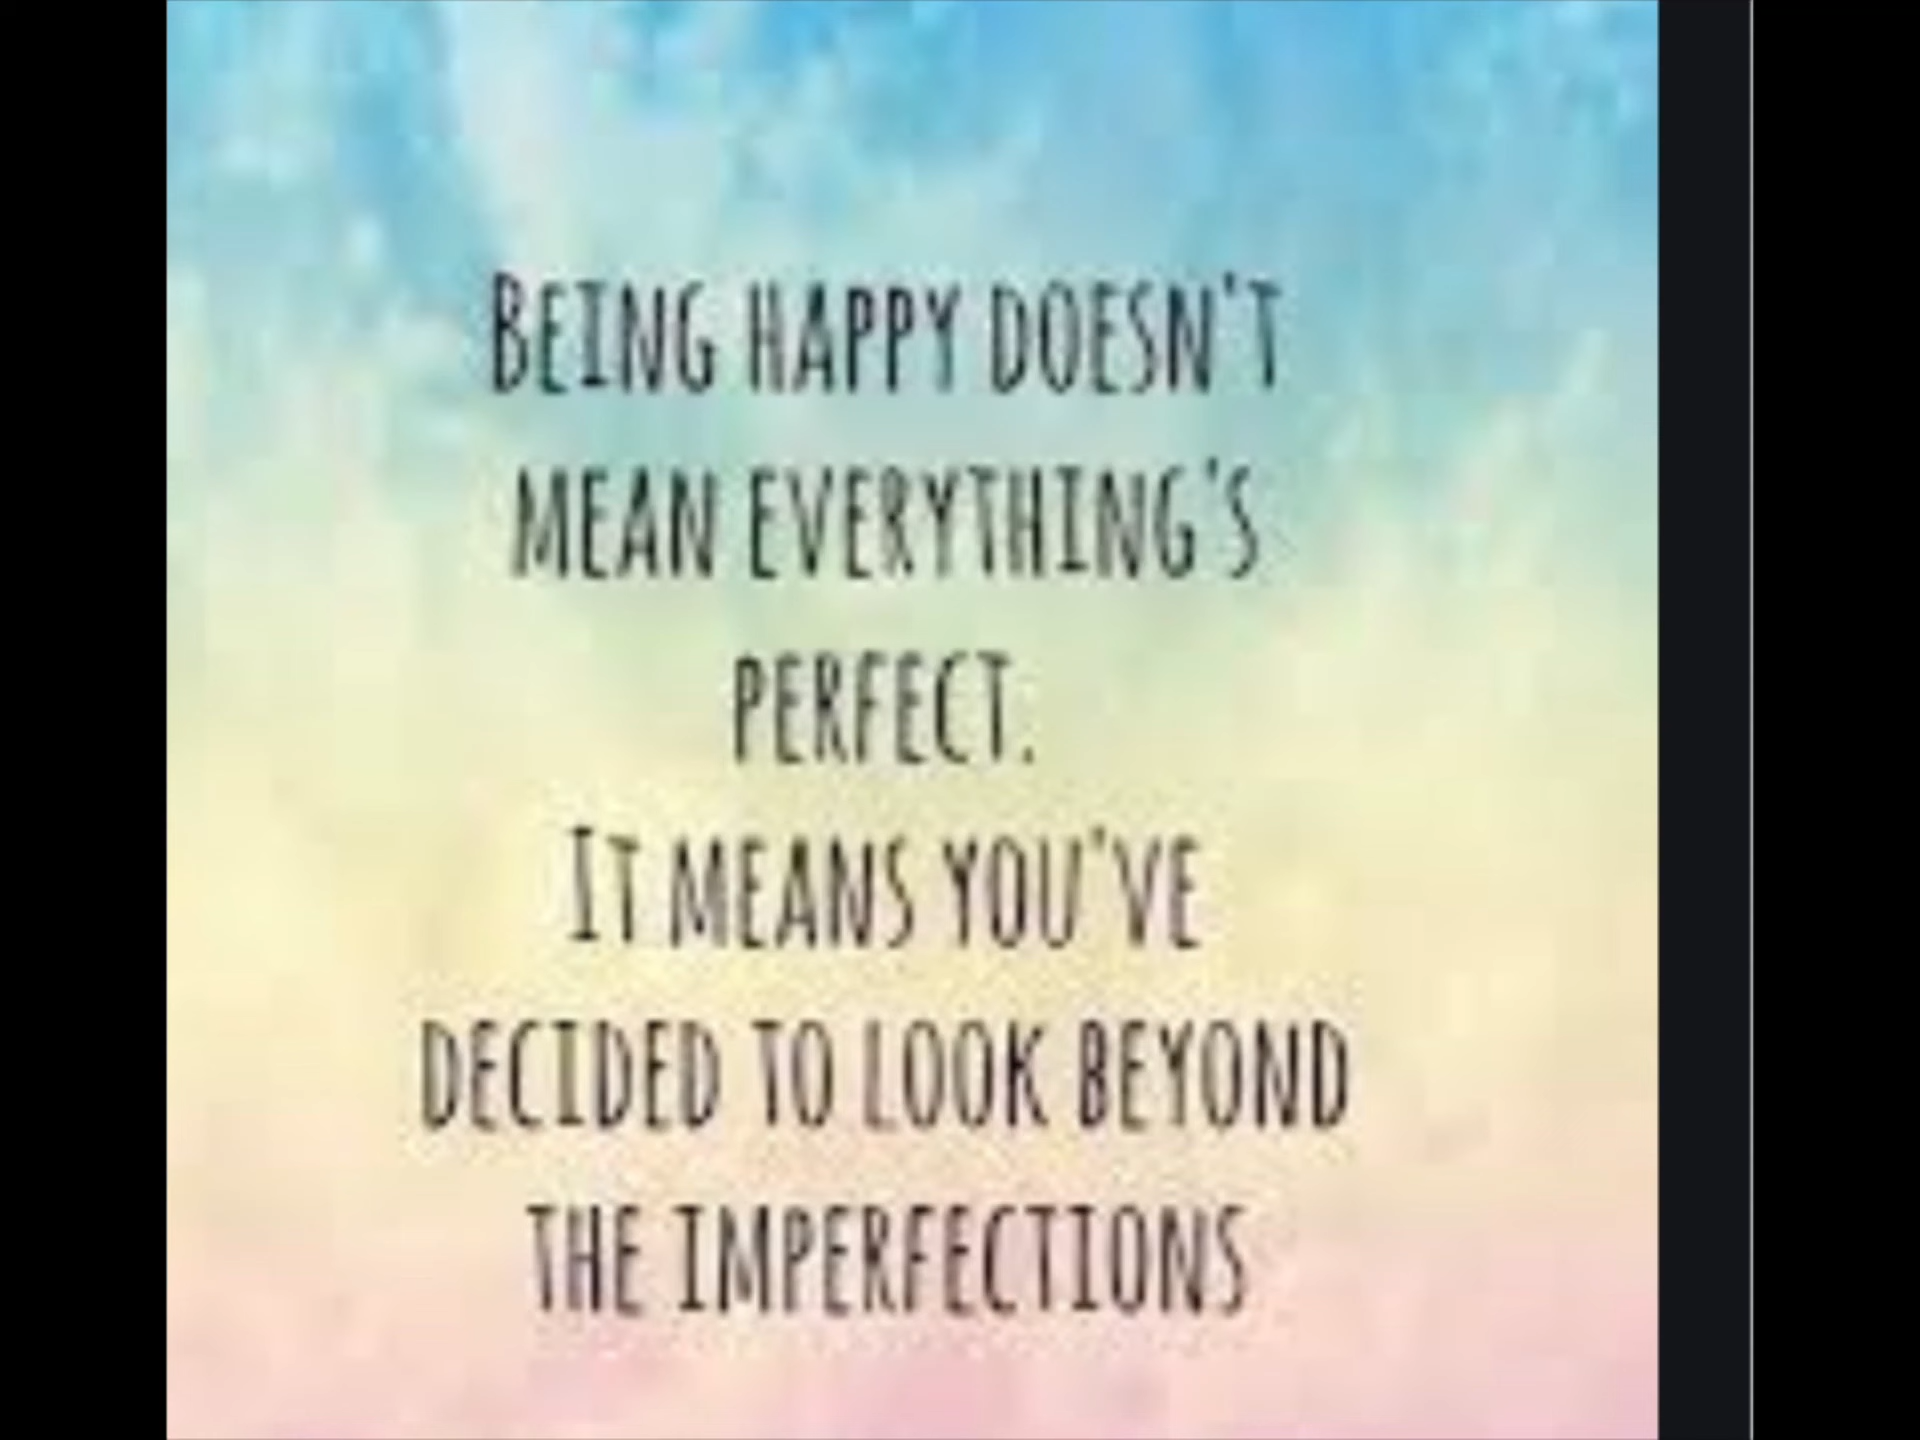 BEING HAPPY DOESN'T
MEAN EVERYTHING'S
PERFECT.
IT MEANS YOU'VE
DECIDED TO LOOK BEYOND
THE IMPERFECTIONS